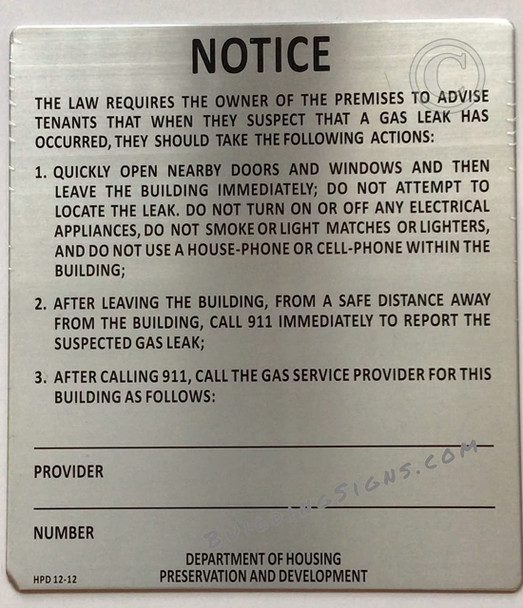 NOTICE
©
THE LAW REQUIRES THE OWNER OF THE PREMISES TO ADVISE
TENANTS THAT WHEN THEY SUSPECT THAT A GAS LEAK HAS
OCCURRED, THEY SHOULD TAKE THE FOLLOWING ACTIONS:
1. QUICKLY OPEN NEARBY DOORS AND WINDOWS AND THEN
LEAVE THE BUILDING IMMEDIATELY; DO NOT ATTEMPT TO
LOCATE THE LEAK. DO NOT TURN ON OR OFF ANY ELECTRICAL
APPLIANCES, DO NOT SMOKE OR LIGHT MATCHES OR LIGHTERS,
AND DO NOT USE A HOUSE-PHONE OR CELL-PHONE WITHIN THE
BUILDING;
2. AFTER LEAVING THE BUILDING, FROM A SAFE DISTANCE AWAY
FROM THE BUILDING, CALL 911 IMMEDIATELY TO REPORT THE
SUSPECTED GAS LEAK;
3. AFTER CALLING 911, CALL THE GAS SERVICE PROVIDER FOR THIS
BUILDING AS FOLLOWS:
PROVIDER
BUILDINGSIGNS.COM
NUMBER
DEPARTMENT OF HOUSING
PRESERVATION AND DEVELOPMENT
HPD 12-12